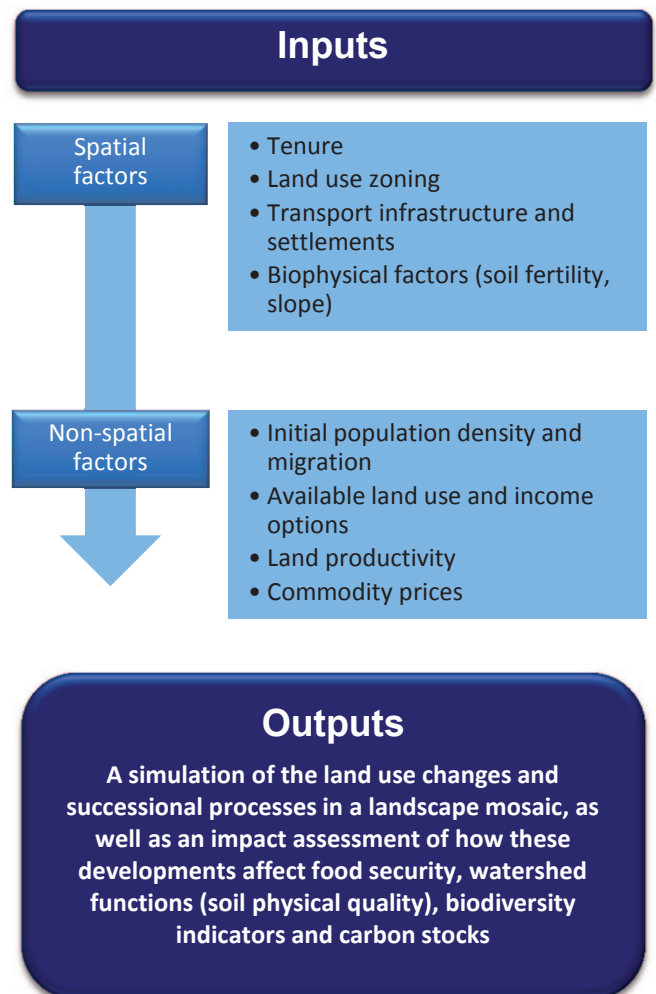 Inputs
Spatial
factors
• Tenure
• Land use zoning
• Transport infrastructure and
settlements
• Biophysical factors (soil fertility,
slope)
Non-spatial
factors
• Initial population density and
migration
• Available land use and income
options
• Land productivity
• Commodity prices
Outputs
A simulation of the land use changes and
successional processes in a landscape mosaic, as
well as an impact assessment of how these
developments affect food security, watershed
functions (soil physical quality), biodiversity
indicators and carbon stocks